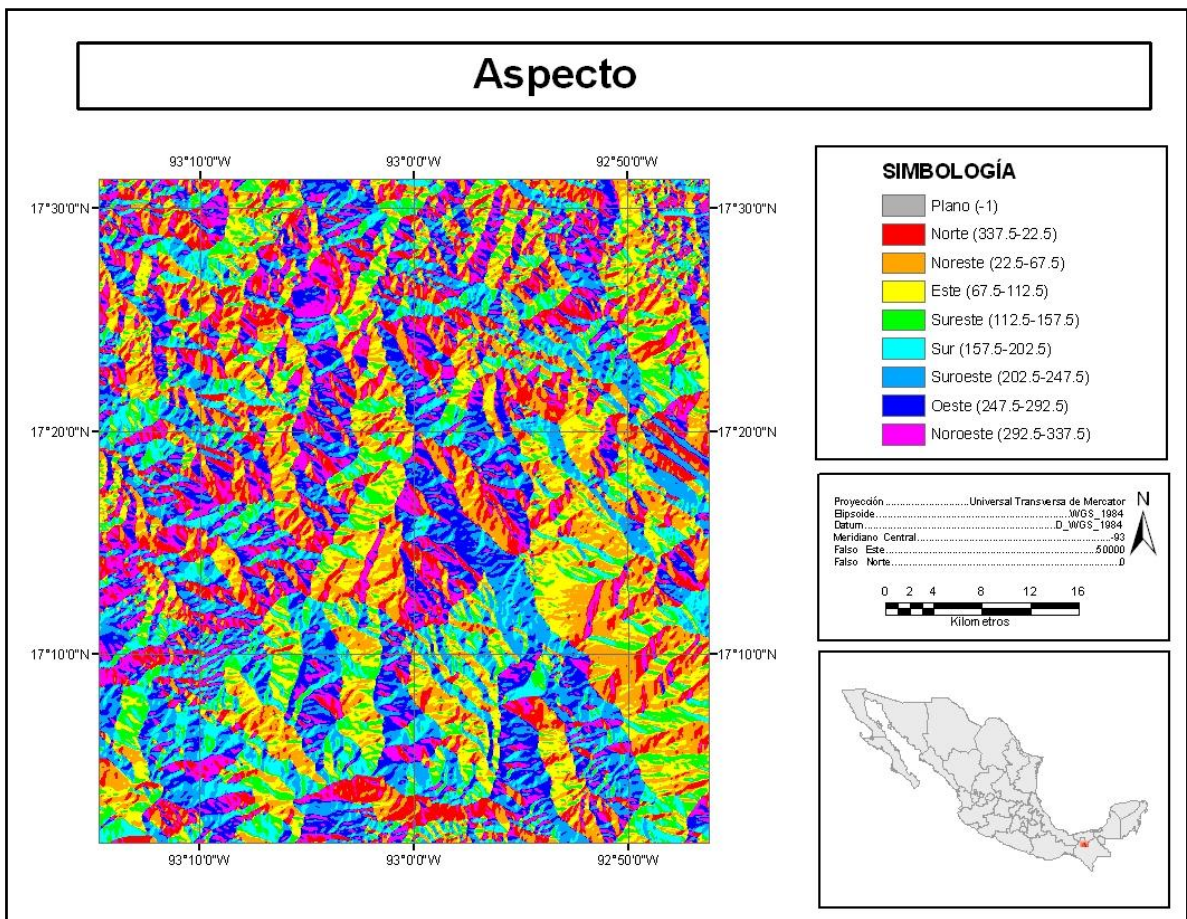 Aspecto
93°10'0"W 93°0'0"W 92°50'0"W
17°30'0"N 17°30'0"N
17°20'0"N 17°20'0"N
17°10'0"N 17°10'0"N
93°10'0"W 93°0'0"W 92°50'0"W
SIMBOLOGÍA
Plano (-1)
Norte (337.5-22.5)
Noreste (22.5-67.5)
Este (67.5-112.5)
Sureste (112.5-157.5)
Sur (157.5-202.5)
Suroeste (202.5-247.5)
Oeste (247.5-292.5)
Noroeste (292.5-337.5)
Proyección..............................Universal Transversa de Mercator
Elipsoide..............................WGS_1984
Datum..............................D_WGS_1984
Meridiano Central..............................-93
Falso Este..............................50000
Falso Norte..............................0
N
0 2 4 8 12 16
Kilometros